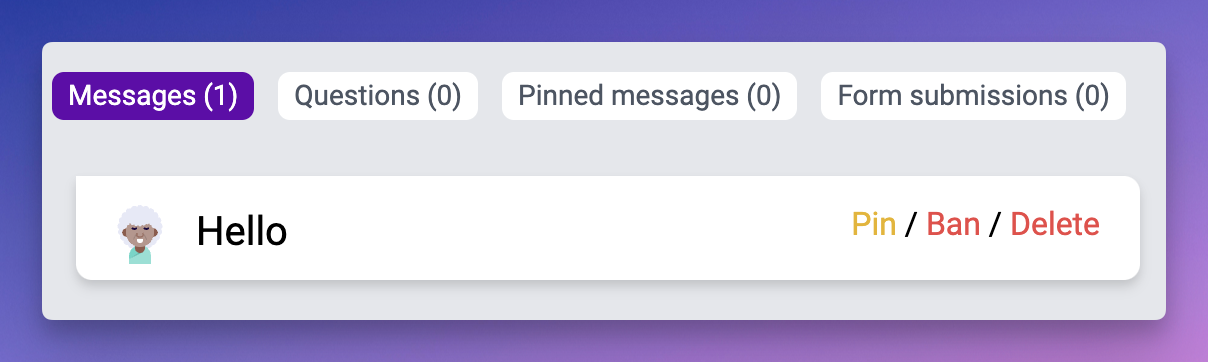 Messages (1) Questions (0) Pinned messages (0) Form submissions (0)
Hello Pin / Ban / Delete